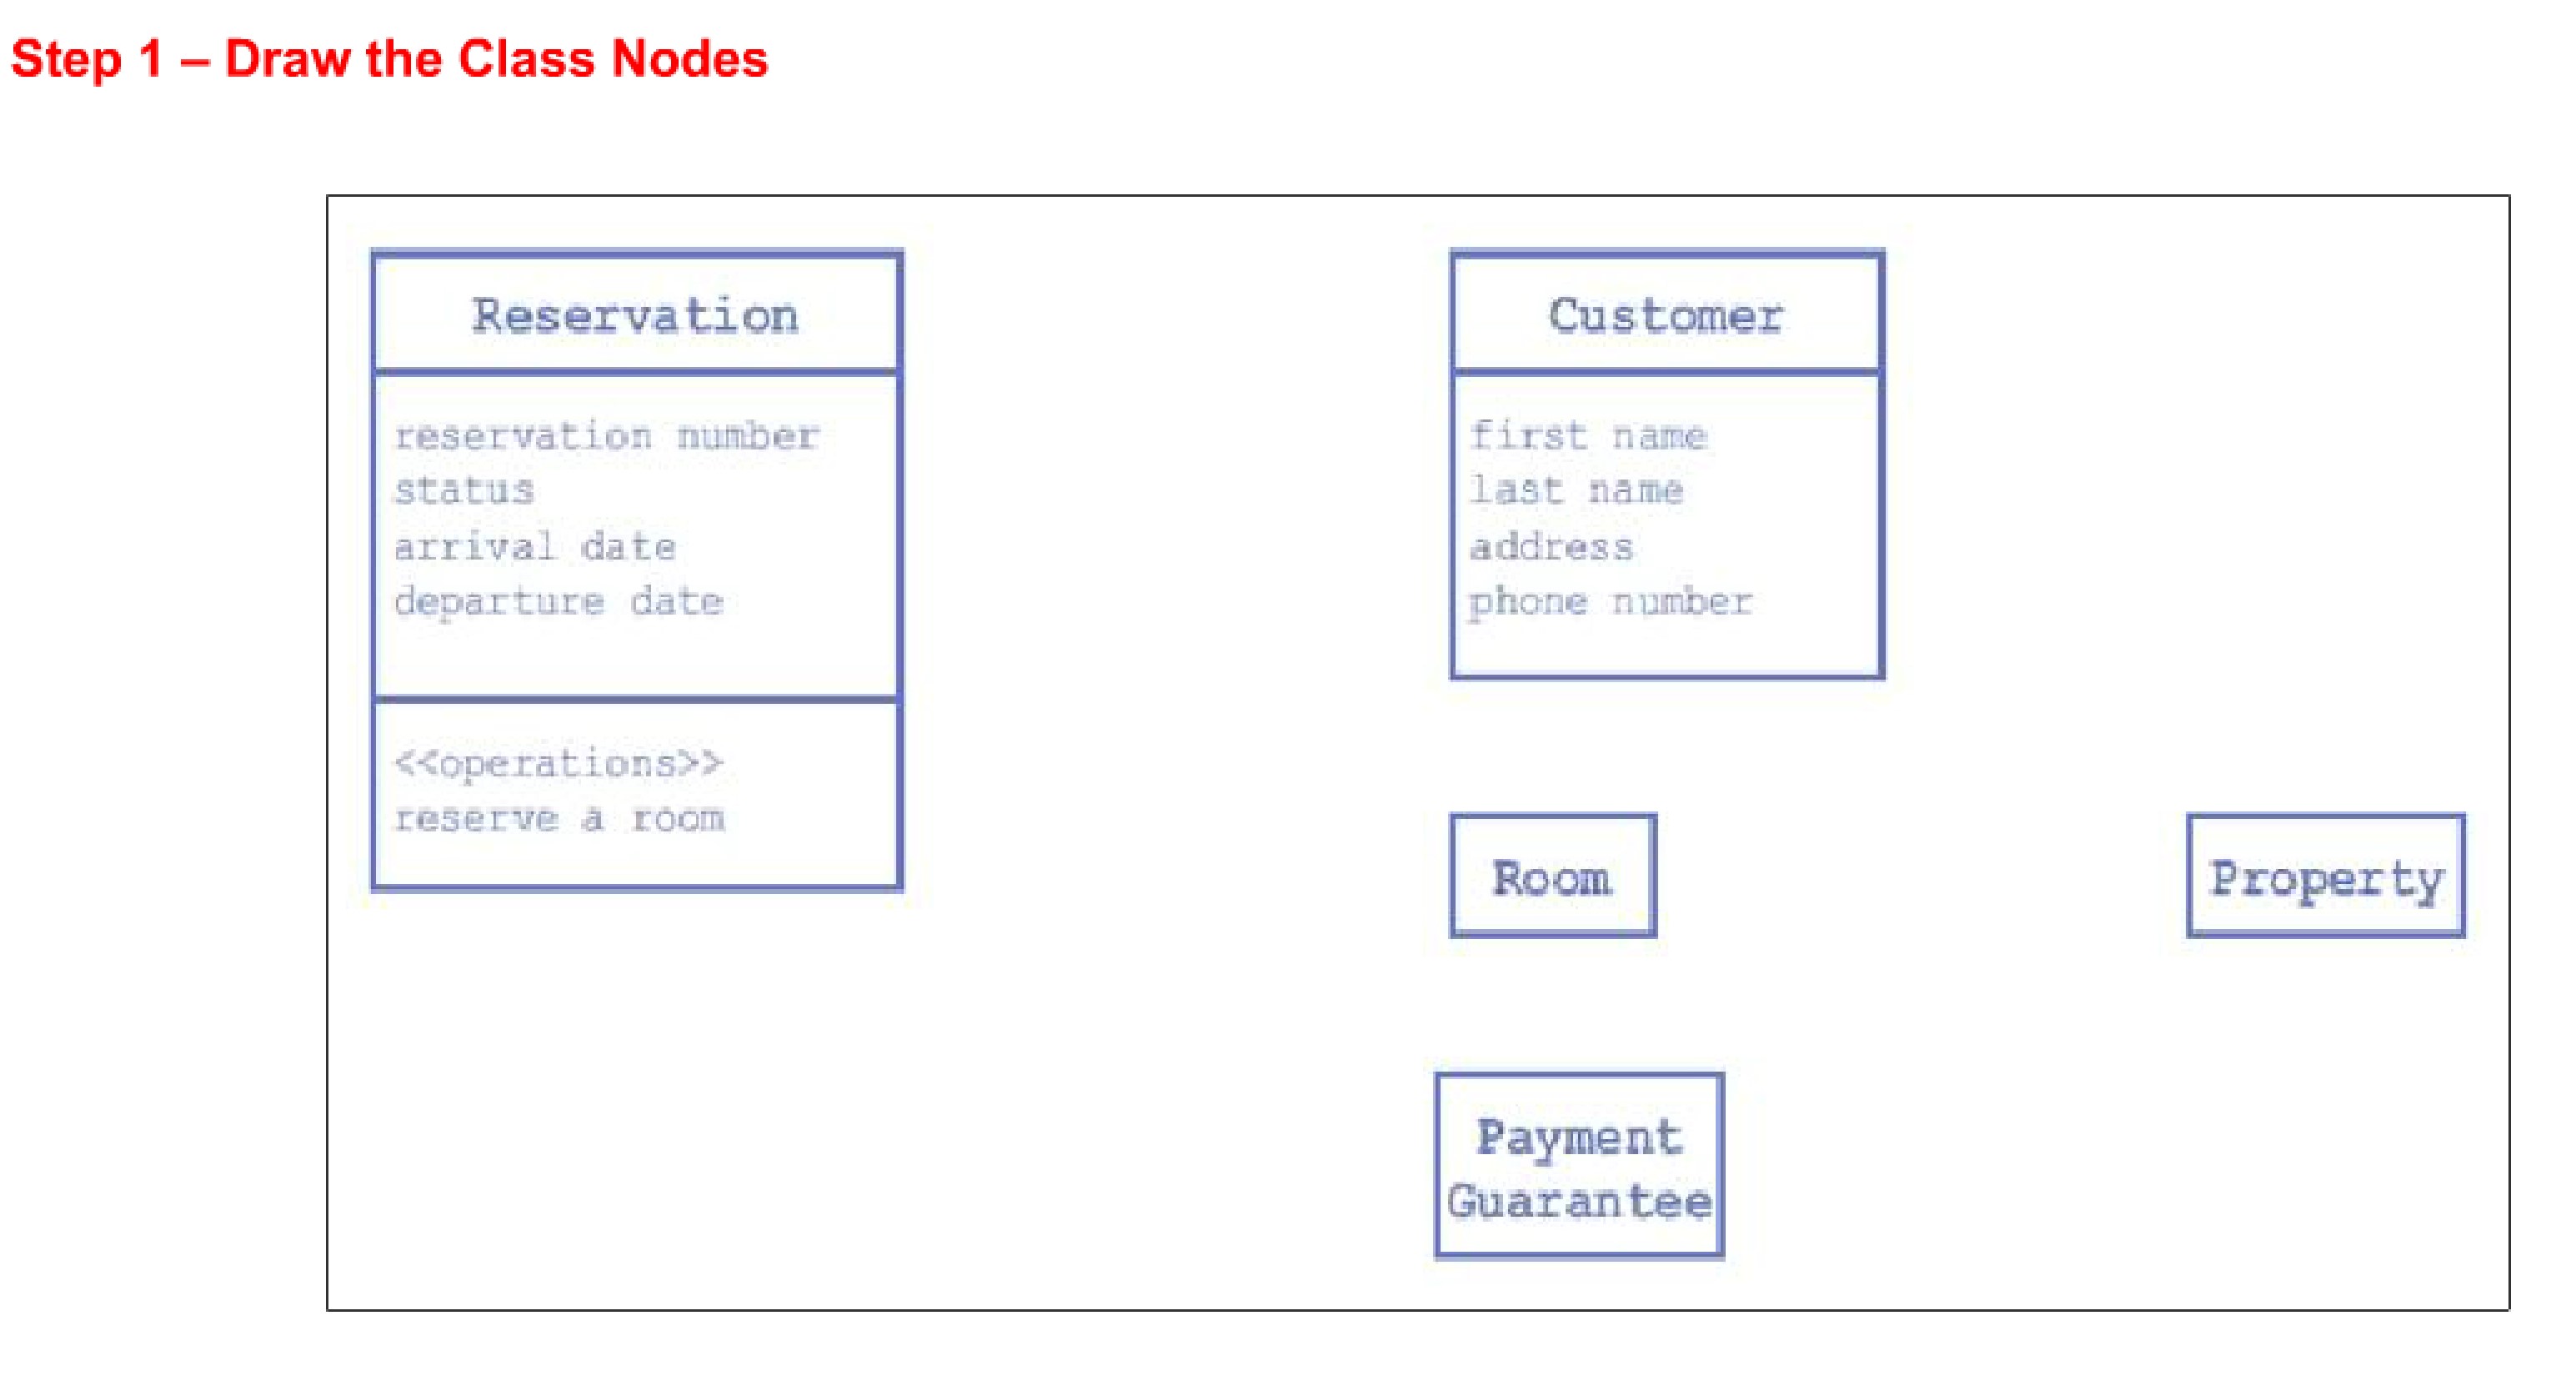 Step 1 – Draw the Class Nodes
Reservation
reservation number
status
arrival date
departure date
<<operations>>
reserve a room
Customer
first name
last name
address
phone number
Room
Property
Payment
Guarantee